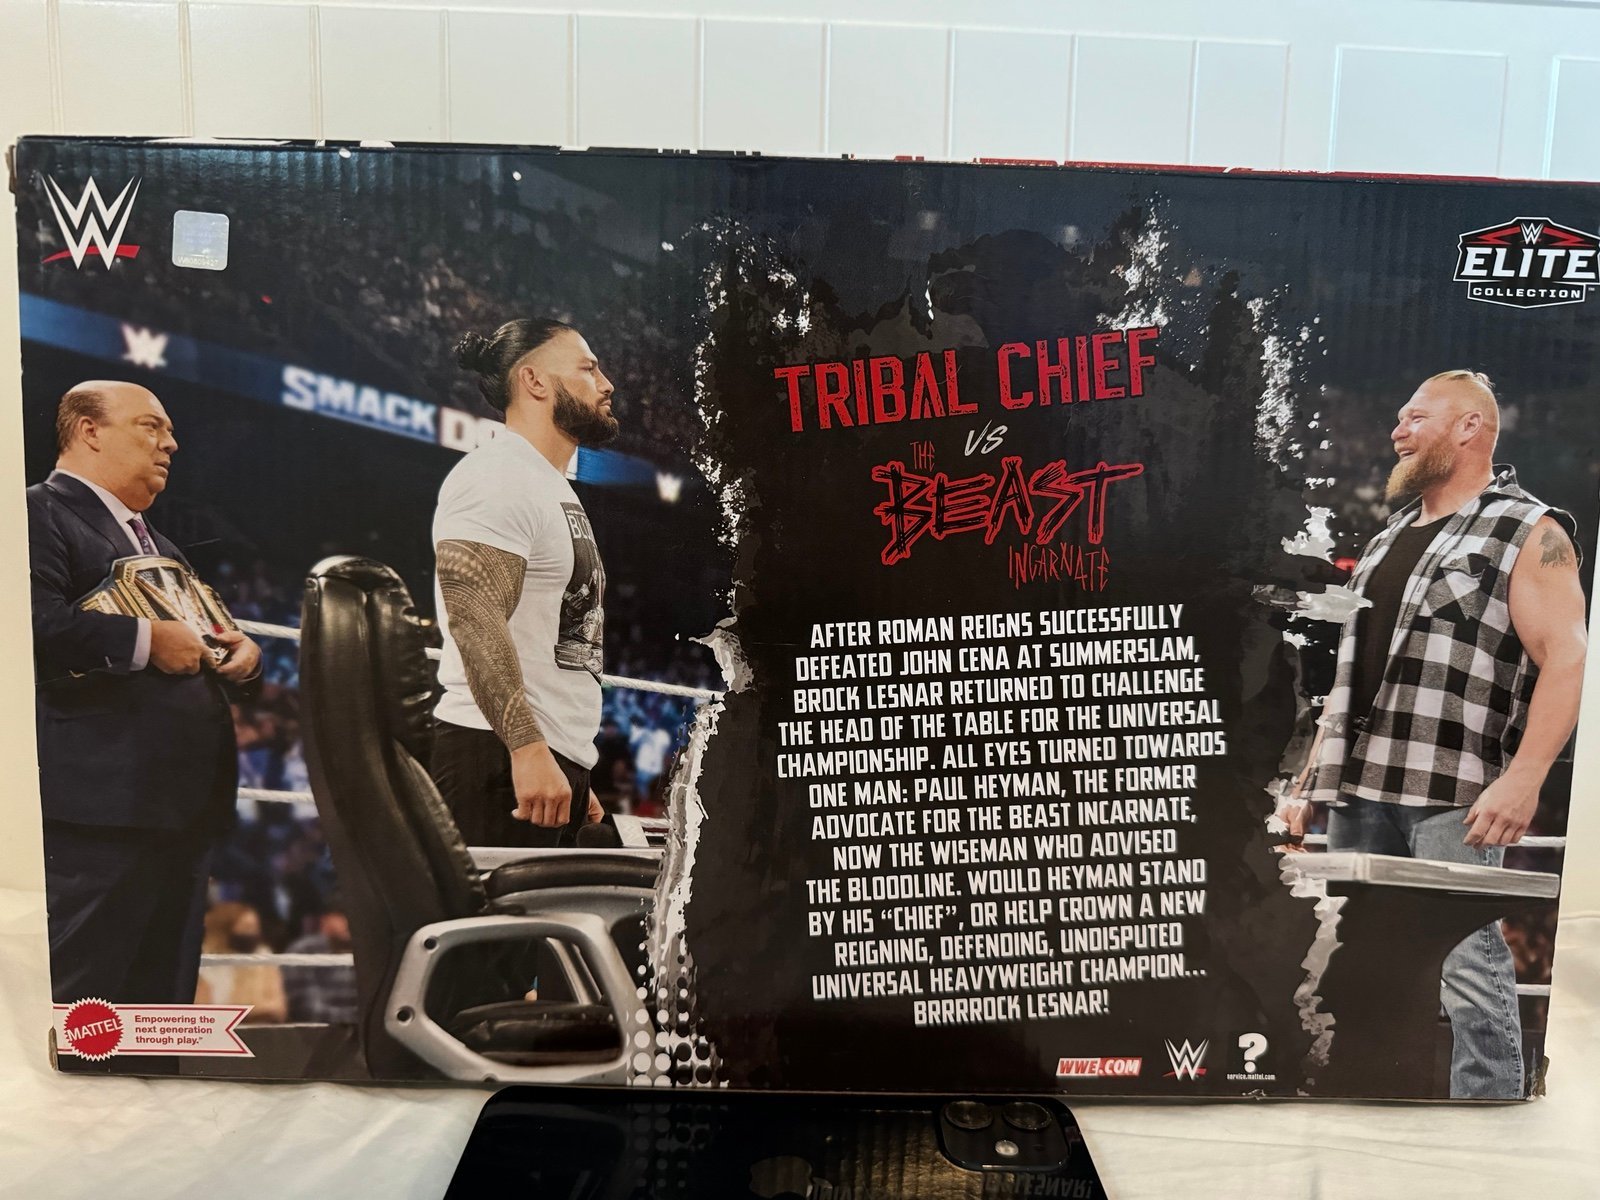 W
ELITE
COLLECTION
SMACKDO
TRIBAL CHIEF
VS
THE
BEAST
INCARNATE
AFTER ROMAN REIGNS SUCCESSFULLY
DEFEATED JOHN CENA AT SUMMERSLAM,
BROCK LESNAR RETURNED TO CHALLENGE
THE HEAD OF THE TABLE FOR THE UNIVERSAL
CHAMPIONSHIP. ALL EYES TURNED TOWARDS
ONE MAN: PAUL HEYMAN, THE FORMER
ADVOCATE FOR THE BEAST INCARNATE,
NOW THE WISEMAN WHO ADVISED
THE BLOODLINE. WOULD HEYMAN STAND
BY HIS “CHIEF”, OR HELP CROWN A NEW
REIGNING, DEFENDING, UNDISPUTED
UNIVERSAL HEAVYWEIGHT CHAMPION...
BRRRROCK LESNAR!
MATTEL
Empowering the
next generation
through play.™
WWE.COM
W
?
service.mattel.com